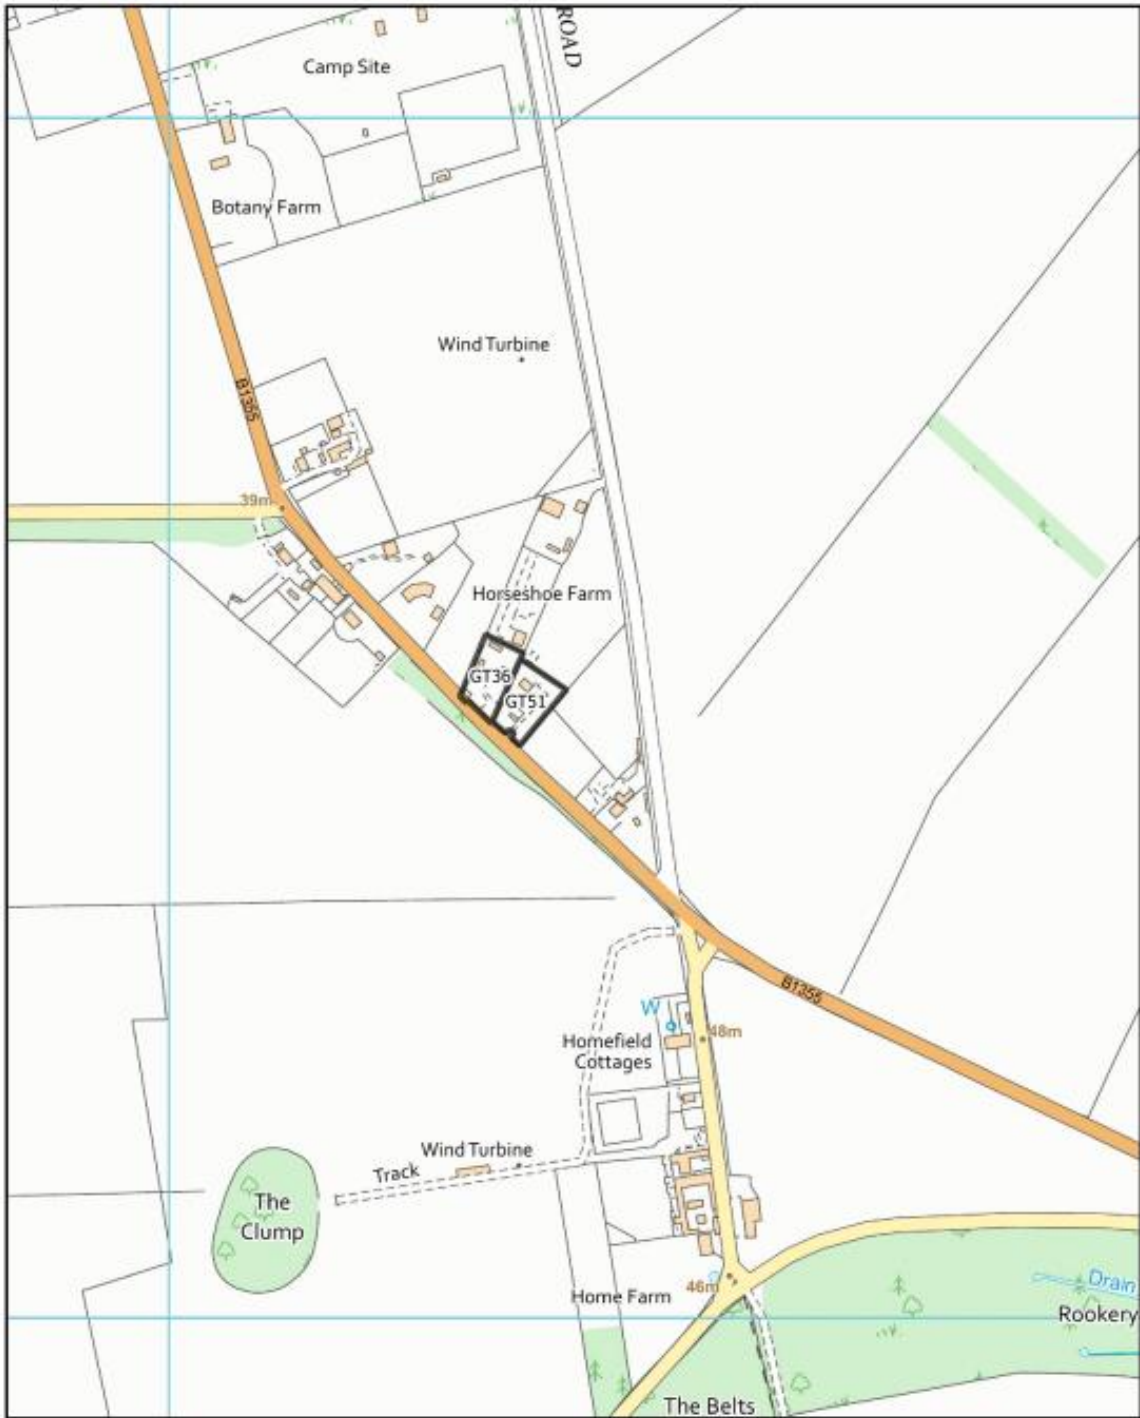 ROAD
Camp Site
Botany Farm
Wind Turbine
B1355
39m
Horseshoe Farm
GT36
GT51
B1355
W
48m
Homefield
Cottages
Wind Turbine
Track
The
Clump
46m
Home Farm
Drain
Rookery
The Belts